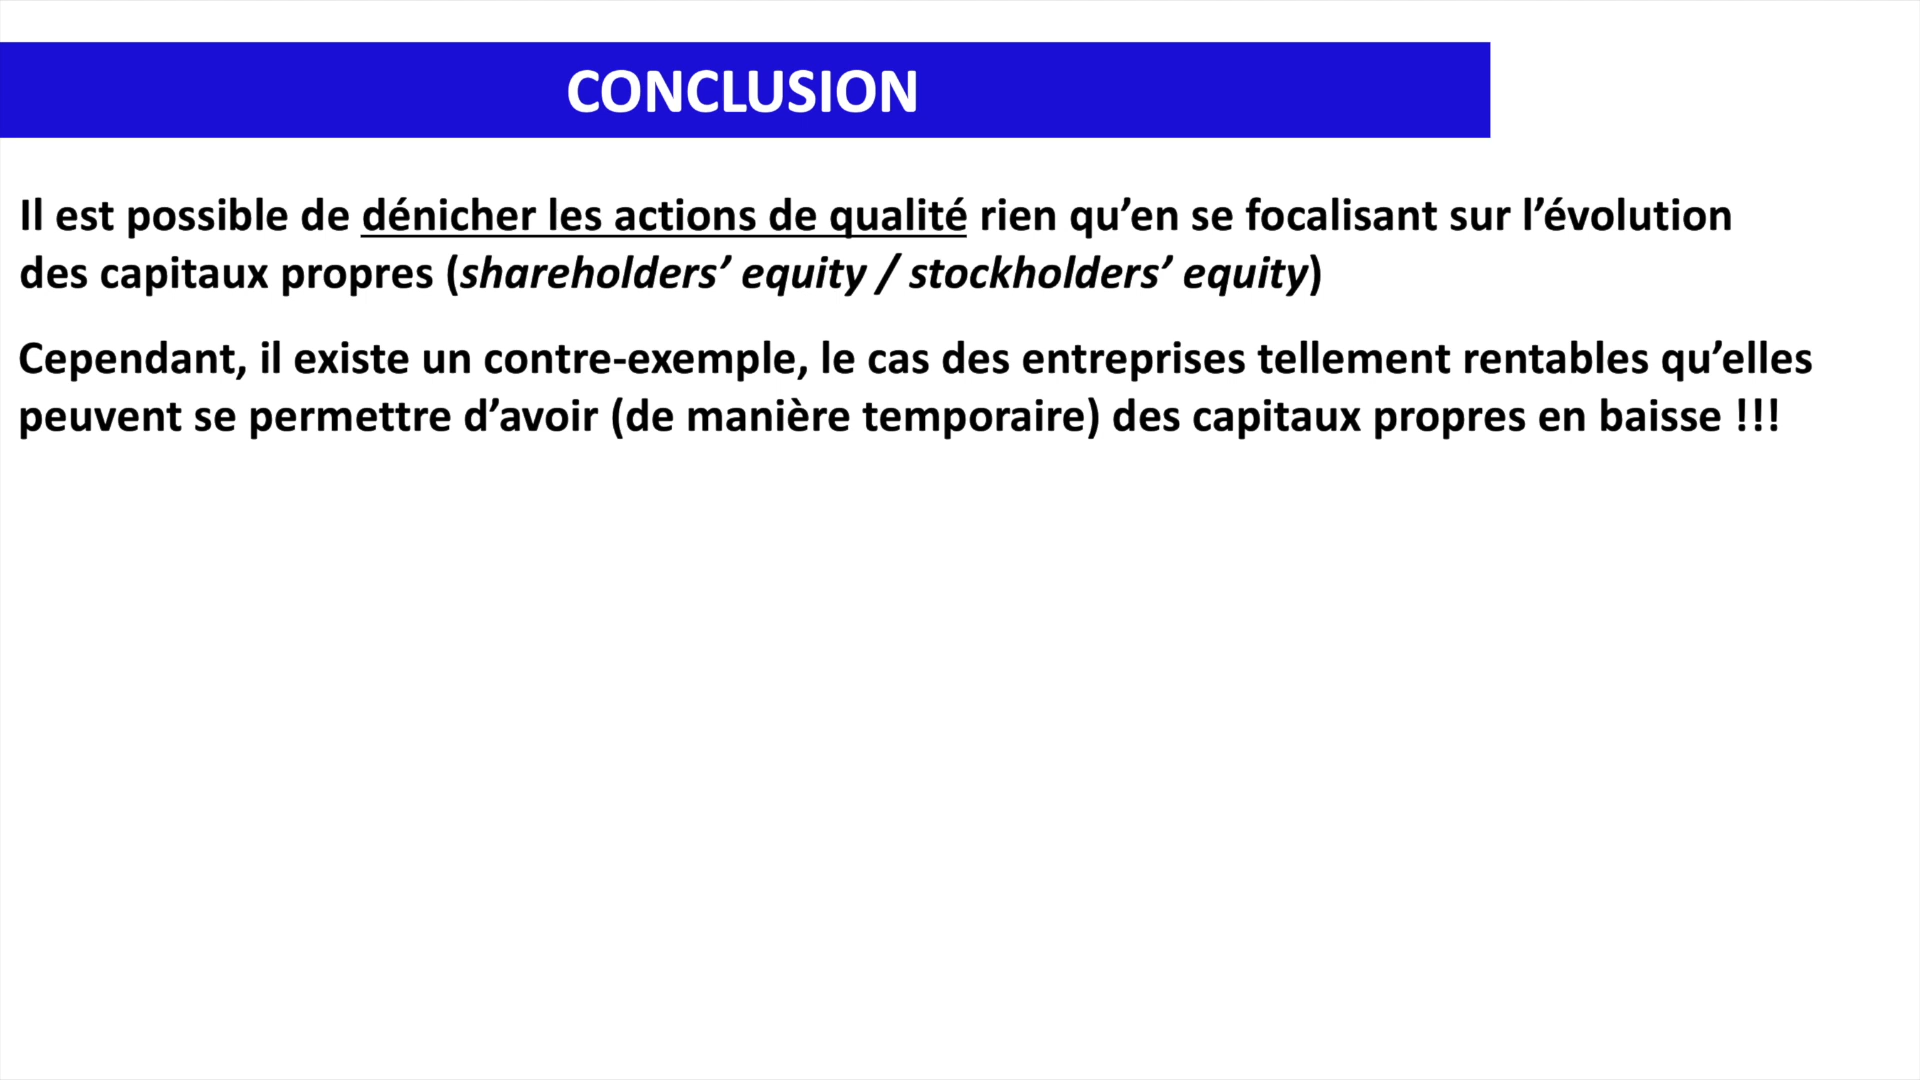 CONCLUSION
Il est possible de dénicher les actions de qualité rien qu’en se focalisant sur l’évolution
des capitaux propres (shareholders’ equity / stockholders’ equity)
Cependant, il existe un contre-exemple, le cas des entreprises tellement rentables qu’elles
peuvent se permettre d’avoir (de manière temporaire) des capitaux propres en baisse !!!